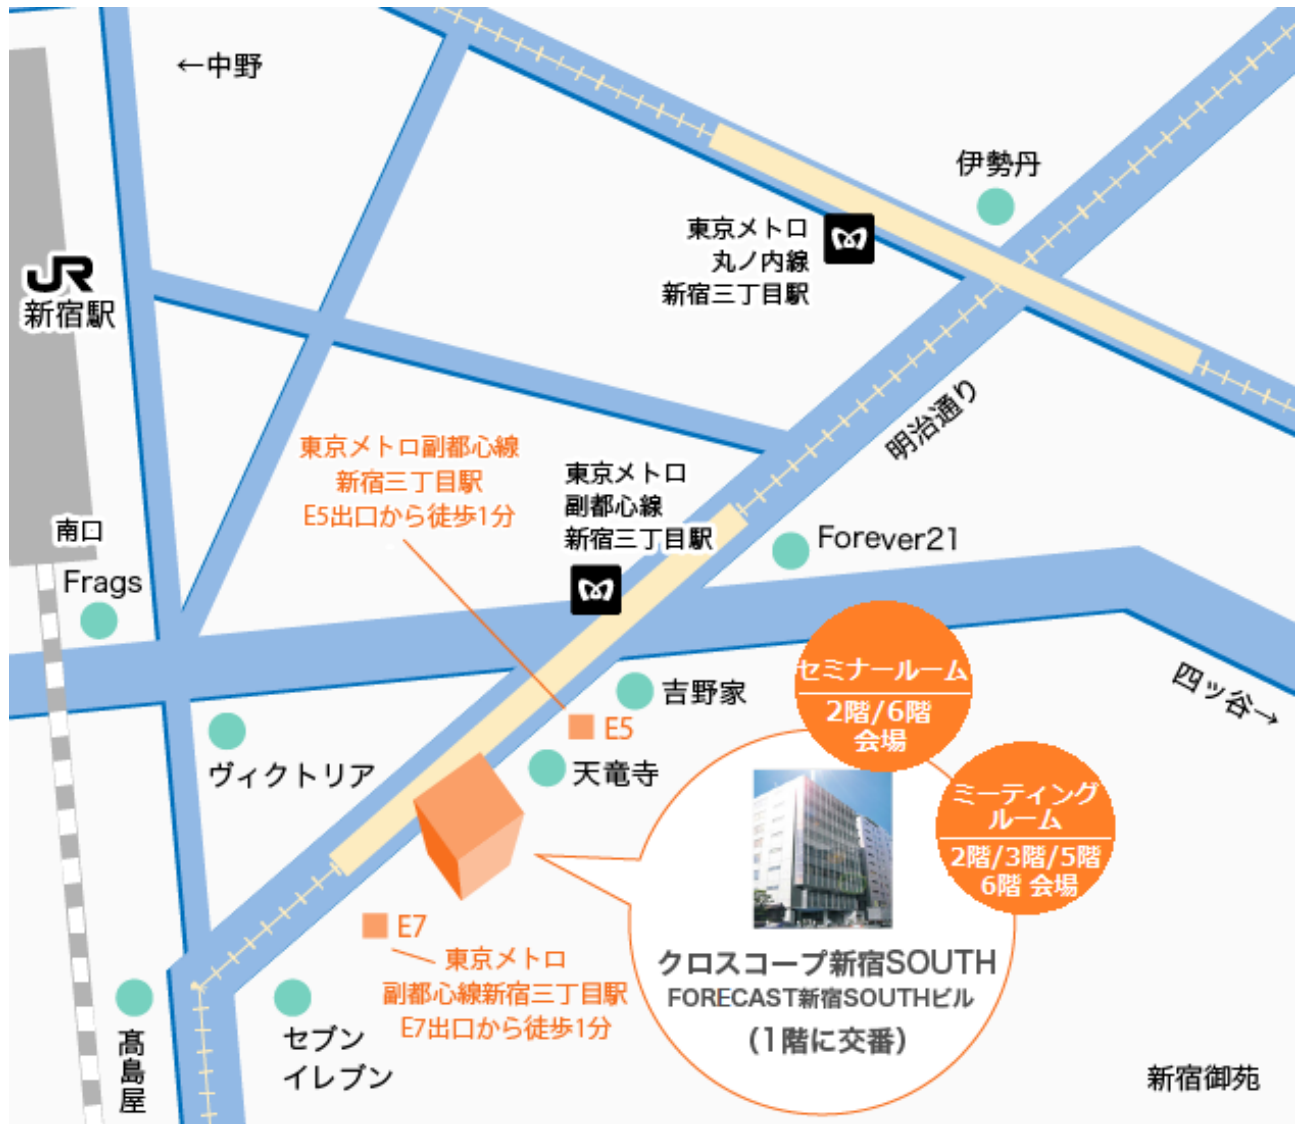 ←中野
伊勢丹
東京メトロ
丸ノ内線
新宿三丁目駅
JR
新宿駅
明治通り
東京メトロ副都心線
新宿三丁目駅
E5出口から徒歩1分
東京メトロ
副都心線
新宿三丁目駅
南口
Forever21
Frags
セミナールーム
2階/6階
会場
四ッ谷→
吉野家
E5
天竜寺
ヴィクトリア
ミーティング
ルーム
2階/3階/5階
6階 会場
E7
東京メトロ
副都心線新宿三丁目駅
E7出口から徒歩1分
クロスコープ新宿SOUTH
FORECAST新宿SOUTHビル
(1階に交番)
髙島屋
セブン
イレブン
新宿御苑